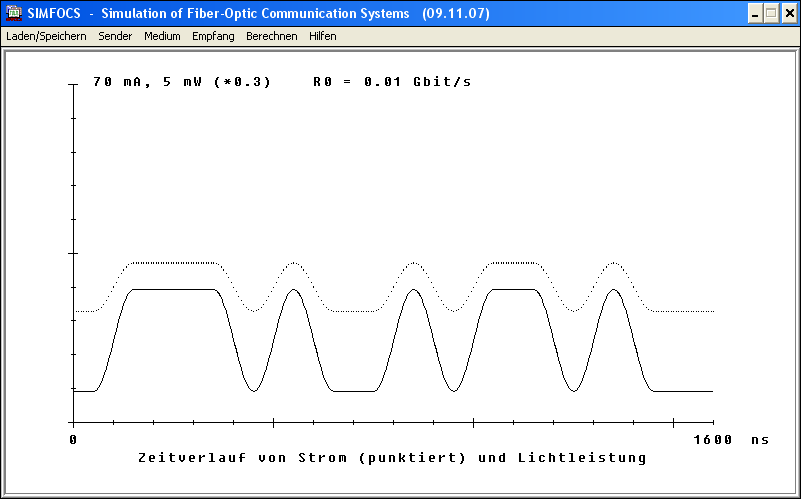 SIMFOCS - Simulation of Fiber-Optic Communication Systems (09.11.07)
Laden/Speichern Sender Medium Empfang Berechnen Hilfen
70 mA, 5 mW (*0.3) R0 = 0.01 Gbit/s
0 1600 ns
Zeitverlauf von Strom (punktiert) und Lichtleistung